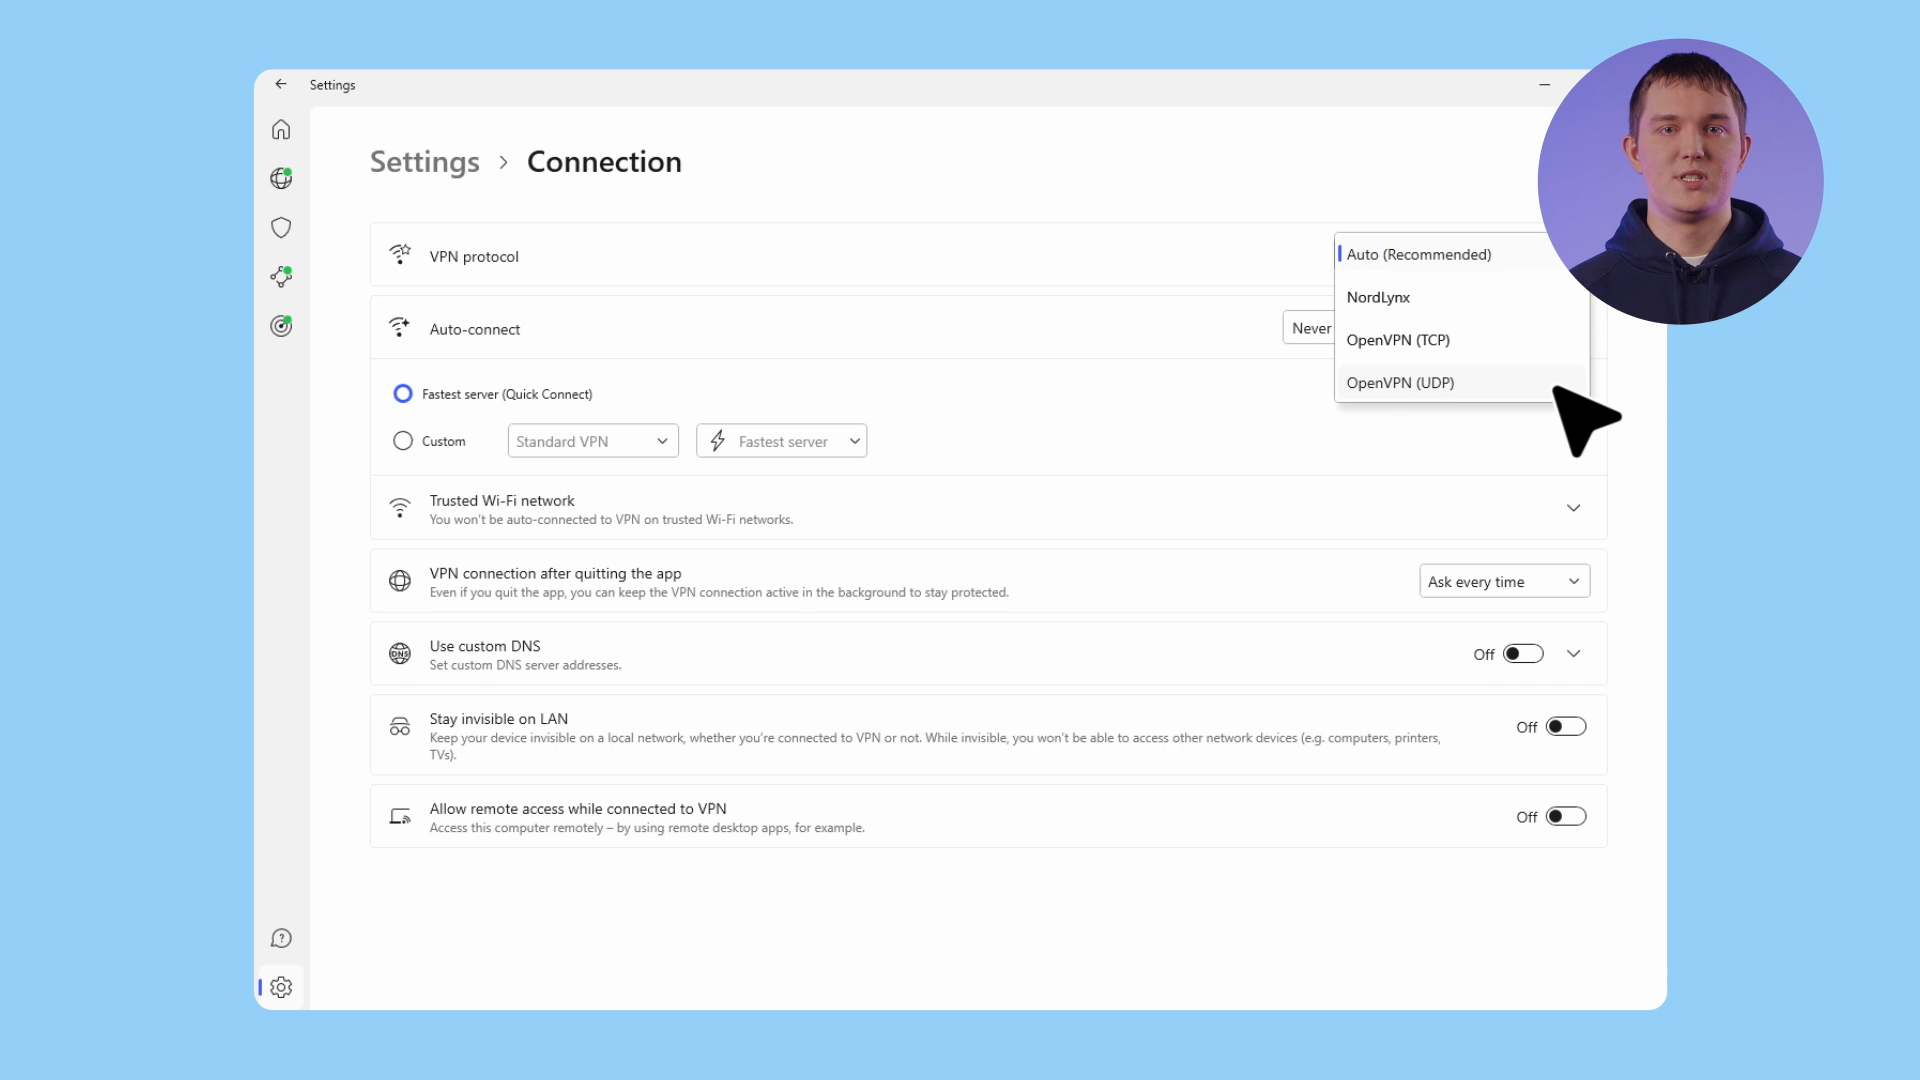 Settings
Settings > Connection
VPN protocol
Auto (Recommended)
NordLynx
OpenVPN (TCP)
OpenVPN (UDP)
Auto-connect
Never
Fastest server (Quick Connect)
Custom
Standard VPN
Fastest server
Trusted Wi-Fi network
You won't be auto-connected to VPN on trusted Wi-Fi networks.
VPN connection after quitting the app
Even if you quit the app, you can keep the VPN connection active in the background to stay protected.
Ask every time
DNS
Use custom DNS
Set custom DNS server addresses.
Off
Stay invisible on LAN
Keep your device invisible on a local network, whether you're connected to VPN or not. While invisible, you won't be able to access other network devices (e.g. computers, printers,
TVs).
Off
Allow remote access while connected to VPN
Access this computer remotely – by using remote desktop apps, for example.
Off